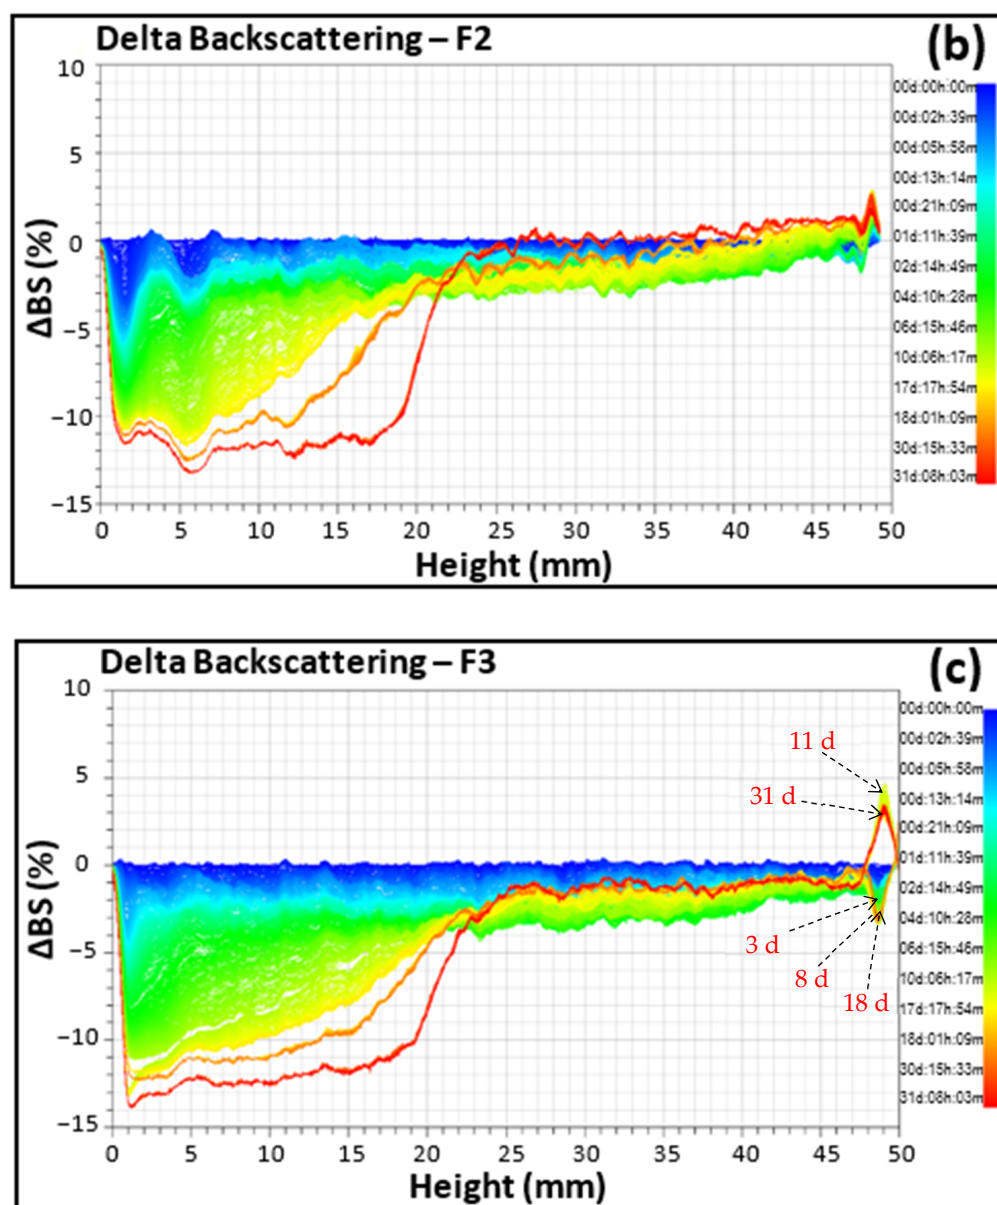 Delta Backscattering – F2
(b)
10
5
0
−5
−10
−15
ΔBS (%)
0 5 10 15 20 25 30 35 40 45 50
Height (mm)
00d:00h:00m
00d:02h:39m
00d:05h:58m
00d:13h:14m
00d:21h:09m
01d:11h:39m
02d:14h:49m
04d:10h:28m
06d:15h:46m
10d:06h:17m
17d:17h:54m
18d:01h:09m
30d:15h:33m
31d:08h:03m
Delta Backscattering – F3
(c)
10
5
0
−5
−10
−15
ΔBS (%)
11 d
31 d
3 d
8 d
18 d
0 5 10 15 20 25 30 35 40 45 50
Height (mm)
00d:00h:00m
00d:02h:39m
00d:05h:58m
00d:13h:14m
00d:21h:09m
01d:11h:39m
02d:14h:49m
04d:10h:28m
06d:15h:46m
10d:06h:17m
17d:17h:54m
18d:01h:09m
30d:15h:33m
31d:08h:03m